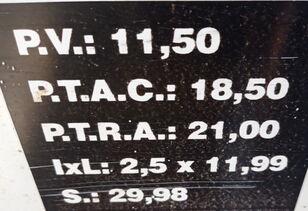 P.V.: 11,50
P.T.A.C.: 18,50
P.T.R.A.: 21,00
IxL: 2,5 x 11,99
S.: 29,98